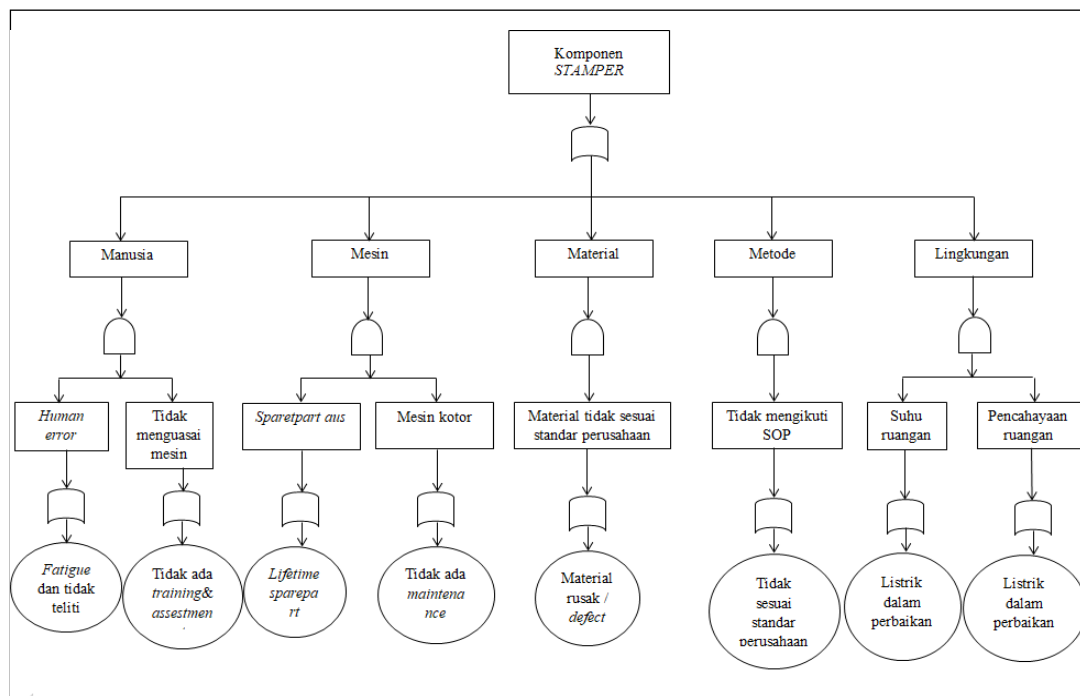 Komponen
STAMPER
Manusia
Mesin
Material
Metode
Lingkungan
Human
error
Tidak
menguasai
mesin
Sparetpart aus
Mesin kotor
Material tidak sesuai
standar perusahaan
Tidak mengikuti
SOP
Suhu
ruangan
Pencahayaan
ruangan
Fatigue
dan tidak
teliti
Tidak ada
training&
assestmen
Lifetime
sparepa
rt
Tidak ada
maintena
nce
Material
rusak /
defect
Tidak
sesuai
standar
perusahaan
Listrik
dalam
perbaikan
Listrik
dalam
perbaikan